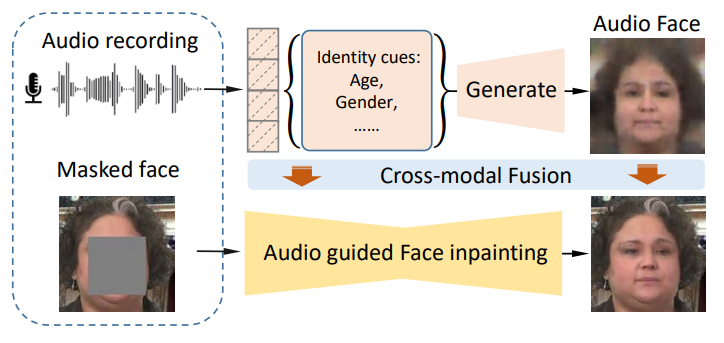 Audio recording
Audio Face
Identity cues:
Age,
Gender,
......
Generate
Masked face
Cross-modal Fusion
Audio guided Face inpainting